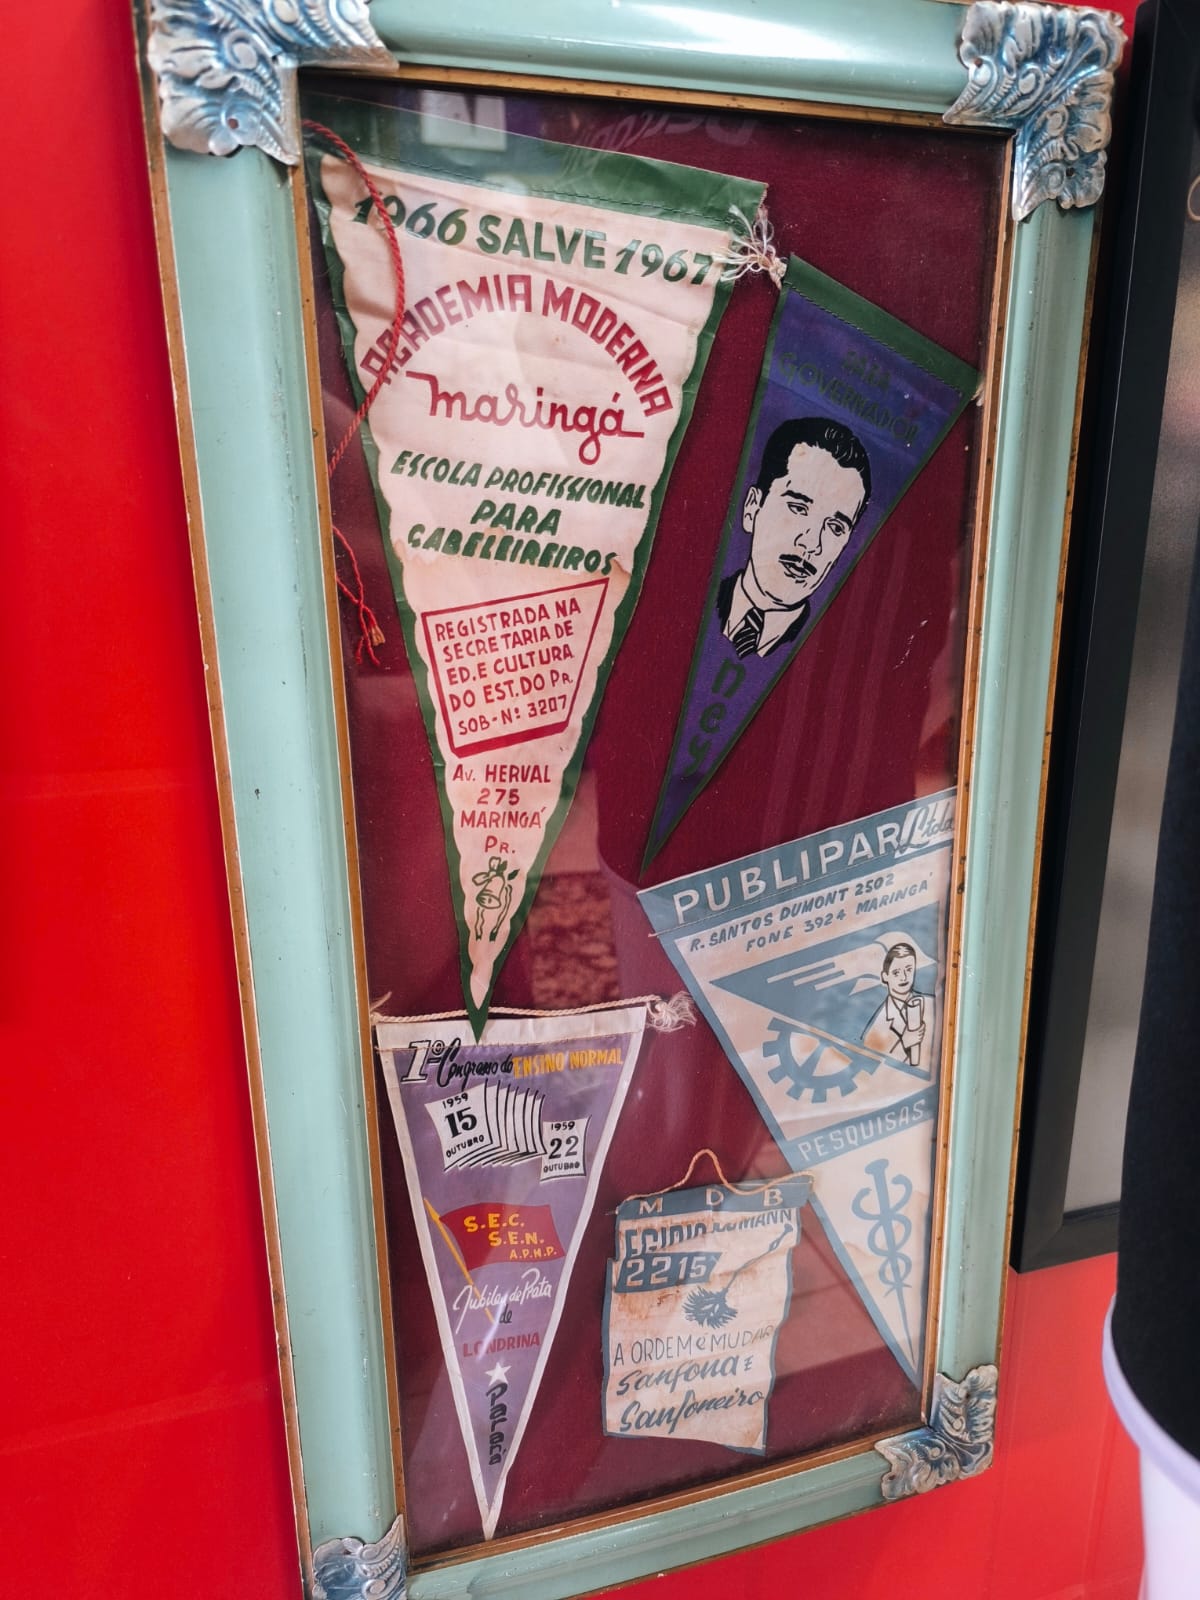 1966 SALVE 1967
ACADEMIA MODERNA
maringá
ESCOLA PROFISSIONAL
PARA
CABELEIREIROS
REGISTRADA NA
SECRETARIA DE
ED. E CULTURA
DO EST. DO PR.
SOB-Nº 3207
AV. HERVAL
275
MARINGÁ
PR.
PARA
GOVERNADOR
ney
PUBLIPAR Ltda
R. SANTOS DUMONT 2502
FONE 3924 MARINGÁ
PESQUISAS
1º Congresso do ENSINO NORMAL
1959
15
OUTUBRO
1959
22
OUTUBRO
S.E.C.
S.E.N.
A.P.N.P.
Jubileu de Prata
de
LONDRINA
Paraná
M D B
EGIDIO
2215
A ORDEM é MUDAR
Sanfona E
Sanfoneiro